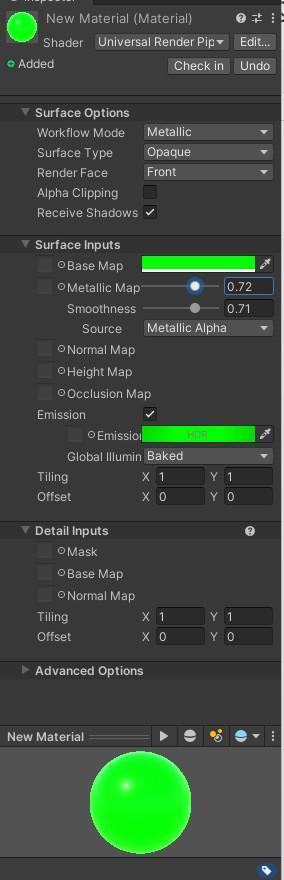 New Material (Material)
Shader Universal Render Pip Edit...
Added Check in Undo
Surface Options
Workflow Mode Metallic
Surface Type Opaque
Render Face Front
Alpha Clipping
Receive Shadows
Surface Inputs
Base Map
Metallic Map 0.72
Smoothness 0.71
Source Metallic Alpha
Normal Map
Height Map
Occlusion Map
Emission
Emission HDR
Global Illumin Baked
Tiling X 1 Y 1
Offset X 0 Y 0
Detail Inputs
Mask
Base Map
Normal Map
Tiling X 1 Y 1
Offset X 0 Y 0
Advanced Options
New Material